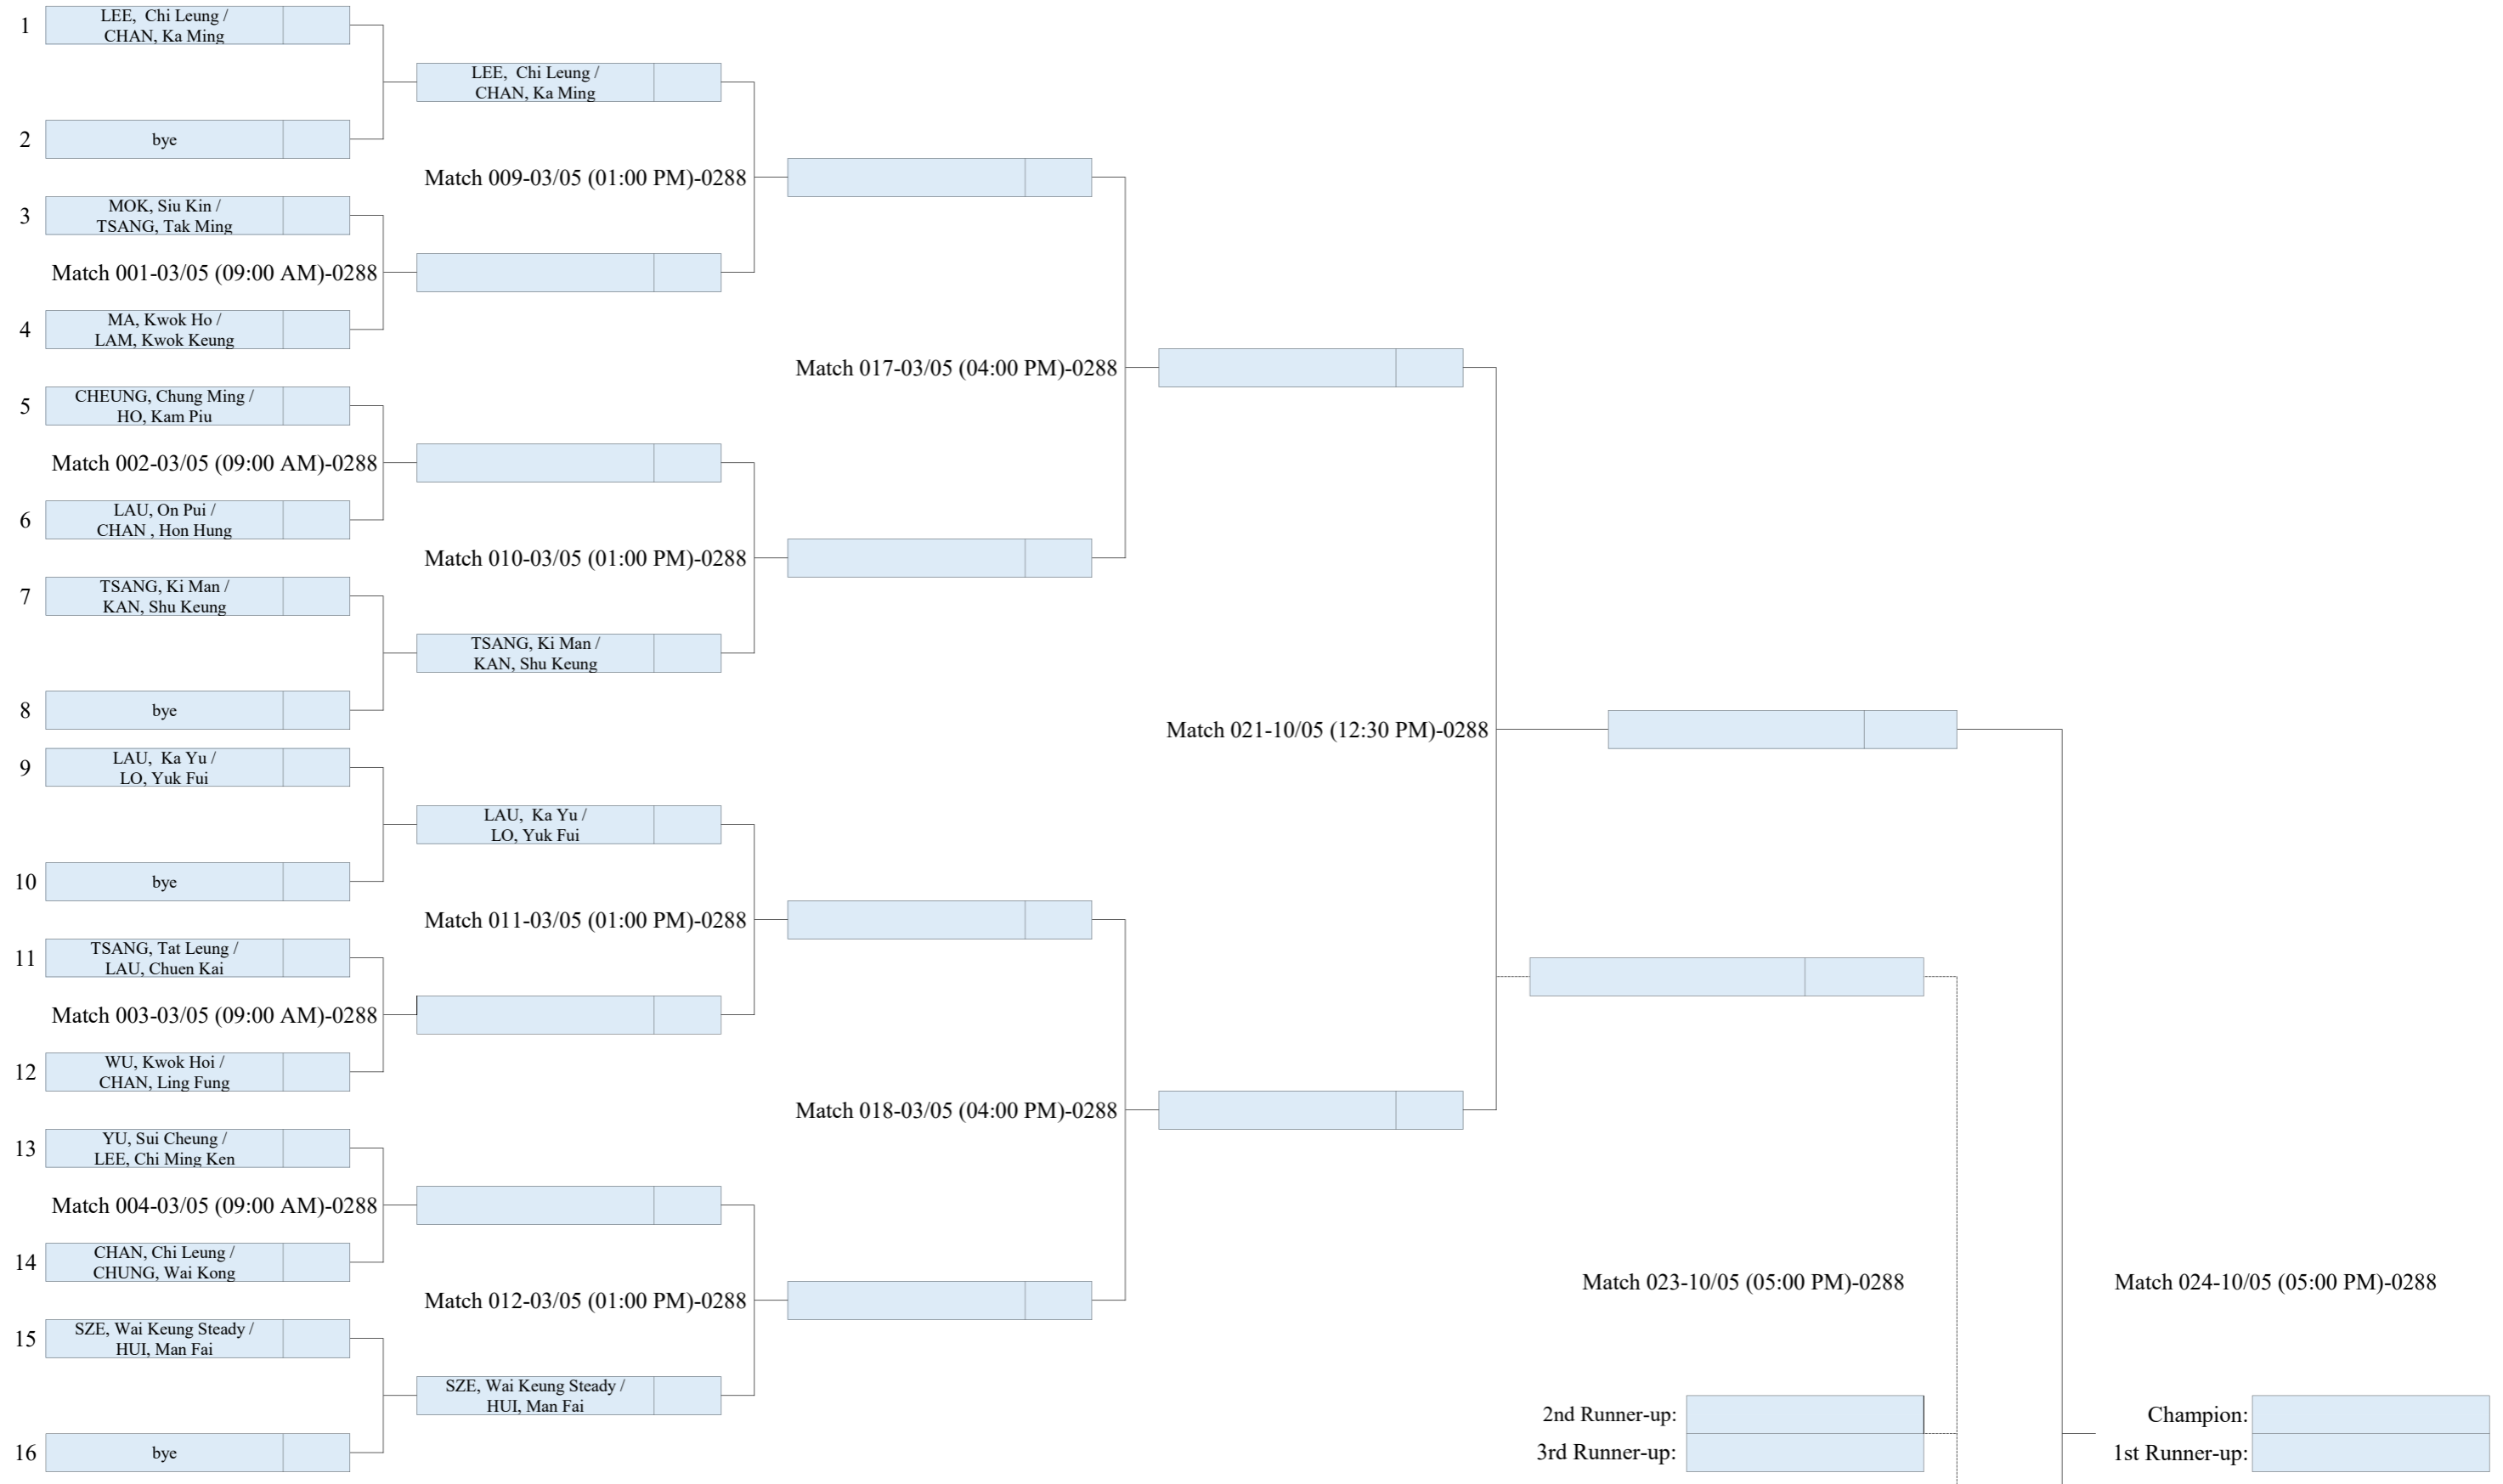 1
LEE,  Chi Leung /
CHAN, Ka Ming
LEE,  Chi Leung /
CHAN, Ka Ming
2
bye
Match 009-03/05 (01:00 PM)-0288
3
MOK, Siu Kin /
TSANG, Tak Ming
Match 001-03/05 (09:00 AM)-0288
4
MA, Kwok Ho /
LAM, Kwok Keung
Match 017-03/05 (04:00 PM)-0288
5
CHEUNG, Chung Ming /
HO, Kam Piu
Match 002-03/05 (09:00 AM)-0288
6
LAU, On Pui /
CHAN , Hon Hung
Match 010-03/05 (01:00 PM)-0288
7
TSANG, Ki Man /
KAN, Shu Keung
TSANG, Ki Man /
KAN, Shu Keung
8
bye
Match 021-10/05 (12:30 PM)-0288
9
LAU,  Ka Yu /
LO, Yuk Fui
LAU,  Ka Yu /
LO, Yuk Fui
10
bye
Match 011-03/05 (01:00 PM)-0288
11
TSANG, Tat Leung /
LAU, Chuen Kai
Match 003-03/05 (09:00 AM)-0288
12
WU, Kwok Hoi /
CHAN, Ling Fung
Match 018-03/05 (04:00 PM)-0288
13
YU, Sui Cheung /
LEE, Chi Ming Ken
Match 004-03/05 (09:00 AM)-0288
14
CHAN, Chi Leung /
CHUNG, Wai Kong
Match 023-10/05 (05:00 PM)-0288
Match 024-10/05 (05:00 PM)-0288
Match 012-03/05 (01:00 PM)-0288
15
SZE, Wai Keung Steady /
HUI, Man Fai
SZE, Wai Keung Steady /
HUI, Man Fai
2nd Runner-up:
Champion:
16
bye
3rd Runner-up:
1st Runner-up: